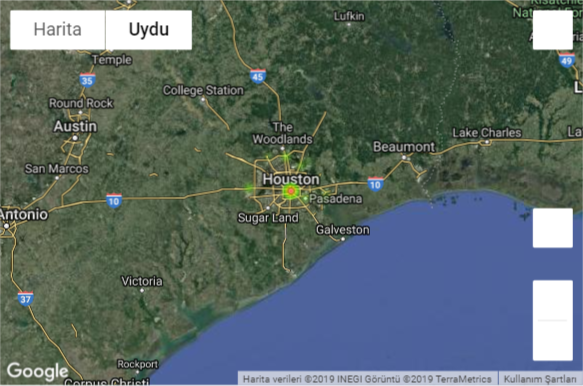 Harita
Uydu
Lufkin
Temple
35
45
49
College Station
Round Rock
Austin
The
Woodlands
Lake Charles
Beaumont
San Marcos
Houston
10
10
Pasadena
Antonio
Sugar Land
Galveston
Victoria
37
Rockport
Corpus Christi
Google
Harita verileri ©2019 INEGI Görüntü ©2019 TerraMetrics
Kullanım Şartları